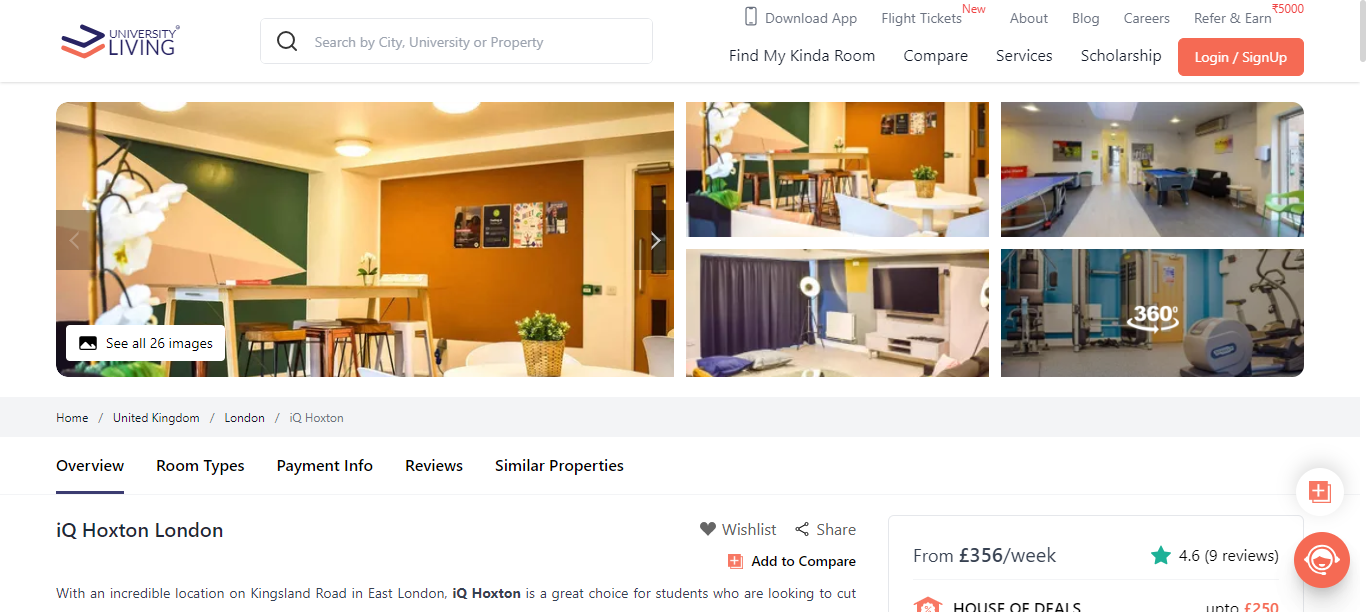 UNIVERSITY
LIVING
Search by City, University or Property
Download App
Flight Tickets
New
About
Blog
Careers
Refer & Earn
₹5000
Find My Kinda Room
Compare
Services
Scholarship
Login / SignUp
See all 26 images
360°
Home / United Kingdom / London / iQ Hoxton
Overview
Room Types
Payment Info
Reviews
Similar Properties
iQ Hoxton London
Wishlist
Share
Add to Compare
With an incredible location on Kingsland Road in East London, iQ Hoxton is a great choice for students who are looking to cut
From £356/week
4.6 (9 reviews)
HOUSE OF DEALS
upto £250